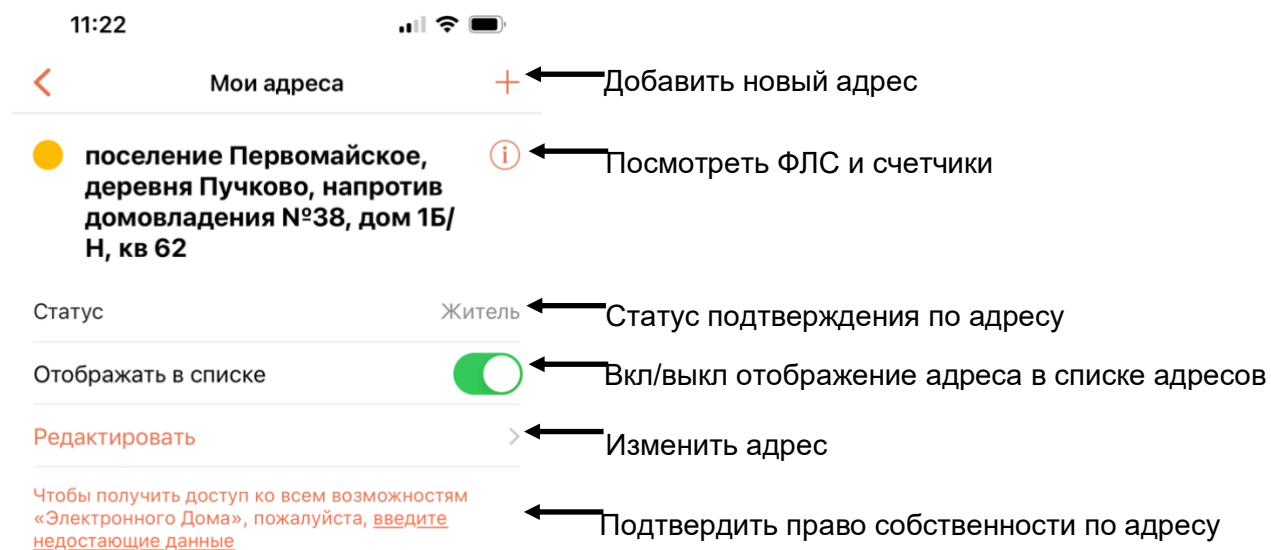 11:22
Мои адреса
Добавить новый адрес
поселение Первомайское,
деревня Пучково, напротив
домовладения №38, дом 1Б/
Н, кв 62
Посмотреть ФЛС и счетчики
Статус
Житель
Статус подтверждения по адресу
Отображать в списке
Вкл/выкл отображение адреса в списке адресов
Редактировать
Изменить адрес
Чтобы получить доступ ко всем возможностям
«Электронного Дома», пожалуйста, введите
недостающие данные
Подтвердить право собственности по адресу